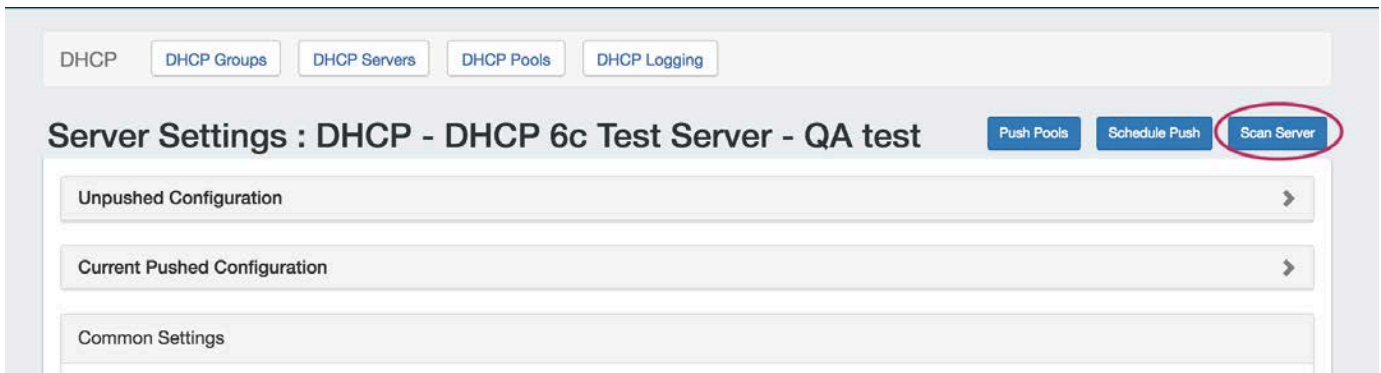 DHCP DHCP Groups DHCP Servers DHCP Pools DHCP Logging
Server Settings : DHCP - DHCP 6c Test Server - QA test Push Pools Schedule Push Scan Server
Unpushed Configuration
Current Pushed Configuration
Common Settings